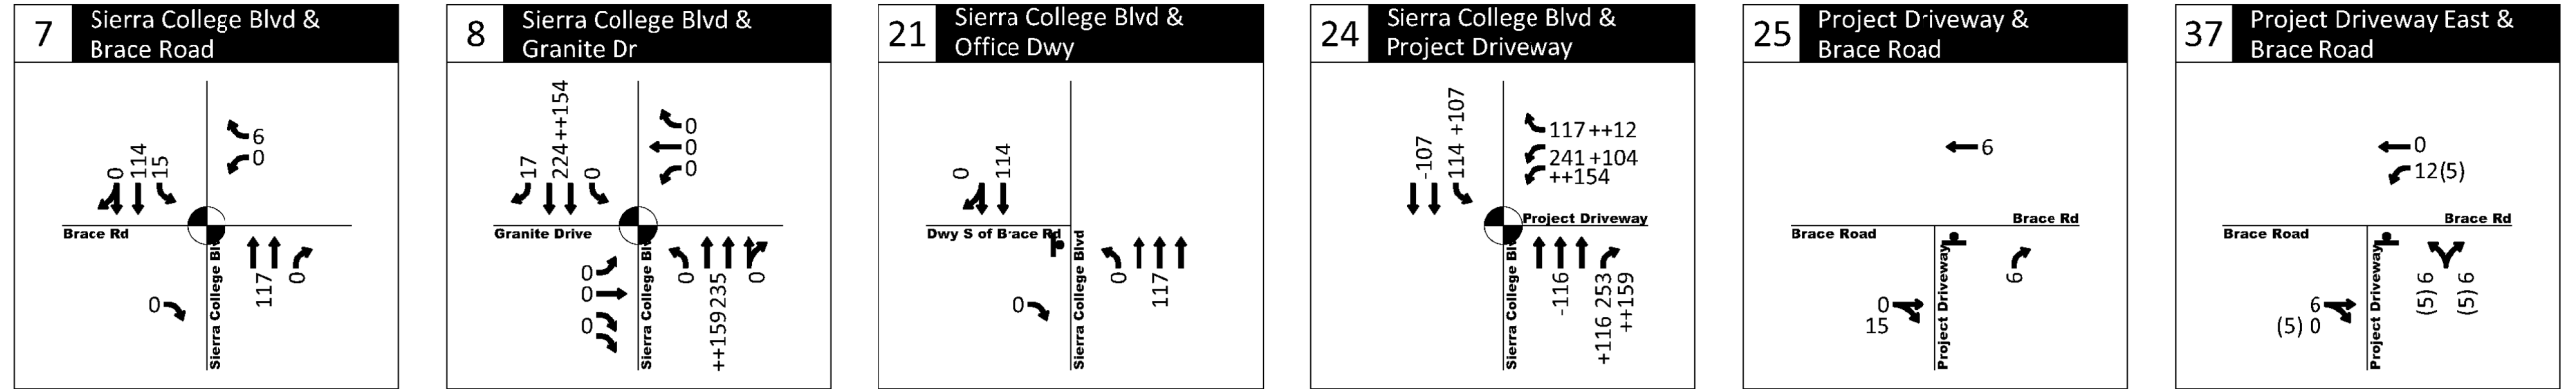 7
Sierra College Blvd &
Brace Road
0
114
15
6
0
Brace Rd
Sierra College Blv
117
0
0
8
Sierra College Blvd &
Granite Dr
17
224 ++154
0
0
0
0
Granite Drive
Sierra College Blv
0
0
0
0
++159 235
0
21
Sierra College Blvd &
Office Dwy
0
114
Dwy S of Brace Rd
Sierra College Blvd
0
117
0
24
Sierra College Blvd &
Project Driveway
-107
114 +107
117 ++12
241 +104
++154
Project Driveway
Sierra College Blv
-116
+116 253
++159
25
Project Driveway &
Brace Road
6
Brace Road
Brace Rd
Project Driveway
0
15
6
37
Project Driveway East &
Brace Road
0
12(5)
Brace Road
Brace Rd
Project Driveway
6
(5) 0
(5) 6
(5) 6